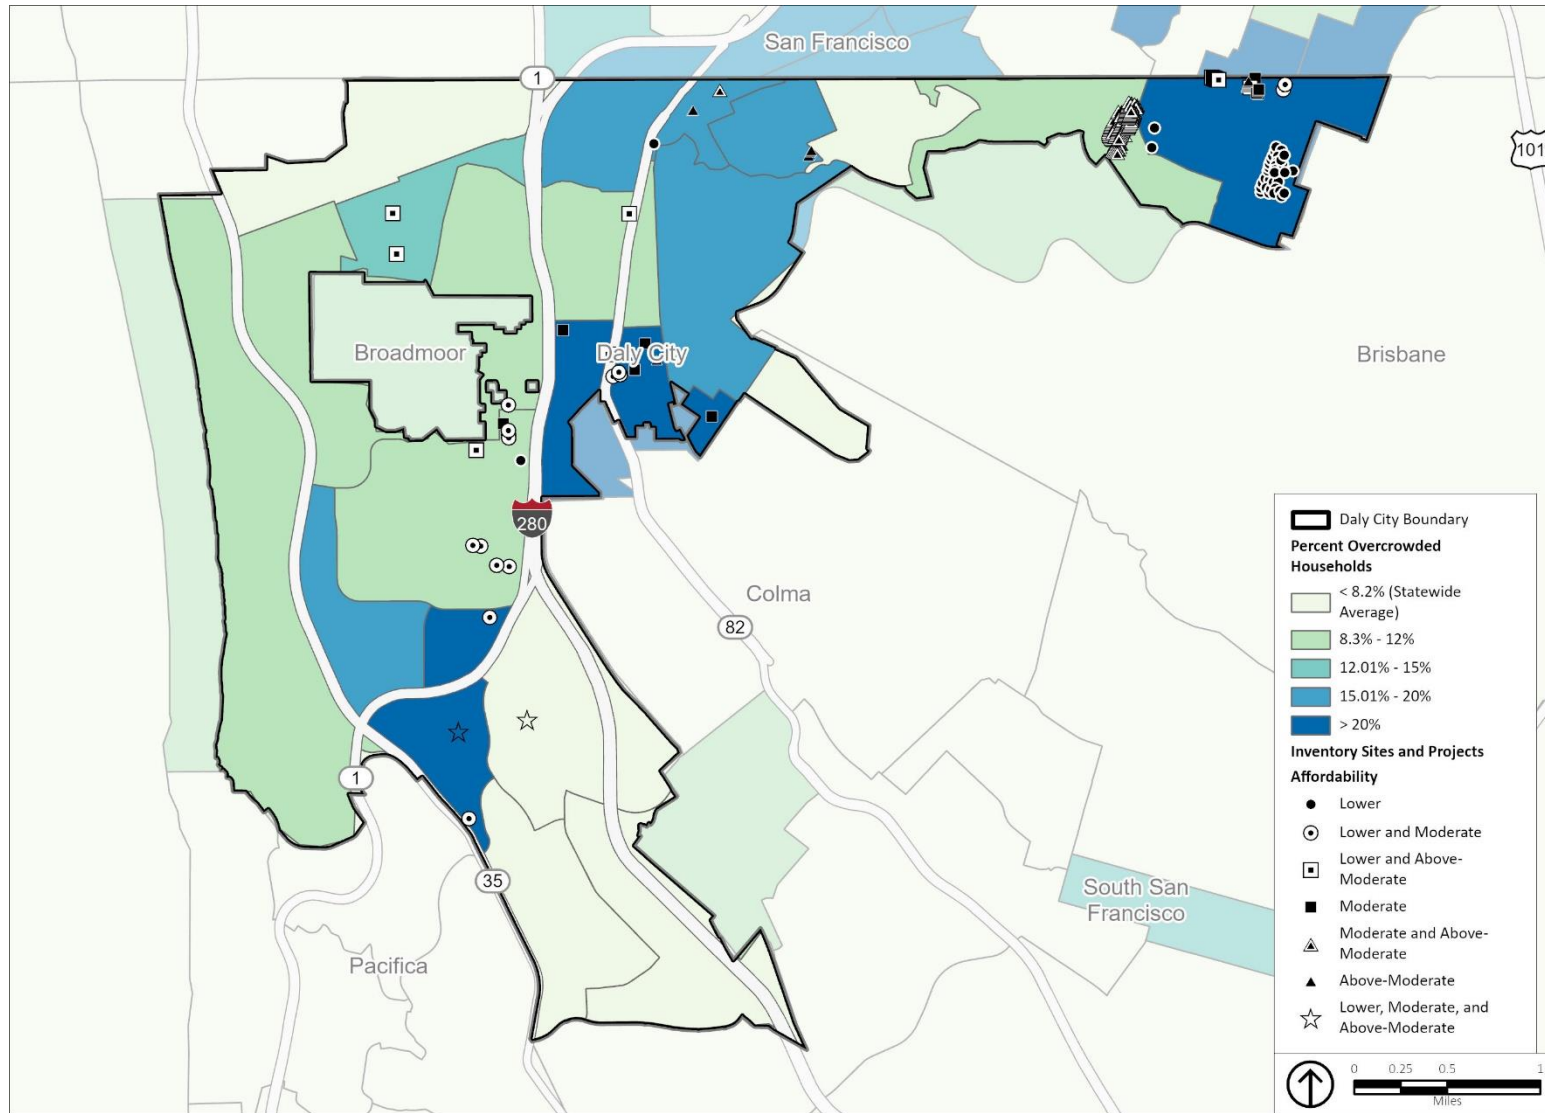 San Francisco
1
101
Broadmoor
Daly City
Brisbane
280
Colma
82
1
35
South San
Francisco
Pacifica
Daly City Boundary
Percent Overcrowded
Households
< 8.2% (Statewide
Average)
8.3% - 12%
12.01% - 15%
15.01% - 20%
> 20%
Inventory Sites and Projects
Affordability
Lower
Lower and Moderate
Lower and Above-
Moderate
Moderate
Moderate and Above-
Moderate
Above-Moderate
Lower, Moderate, and
Above-Moderate
0 0.25 0.5 1
Miles